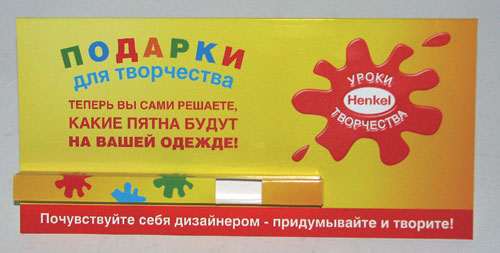 ПОДАРКИ
для творчества
ТЕПЕРЬ ВЫ САМИ РЕШАЕТЕ,
КАКИЕ ПЯТНА БУДУТ
НА ВАШЕЙ ОДЕЖДЕ!
УРОКИ
Henkel
ТВОРЧЕСТВА
Почувствуйте себя дизайнером - придумывайте и творите!